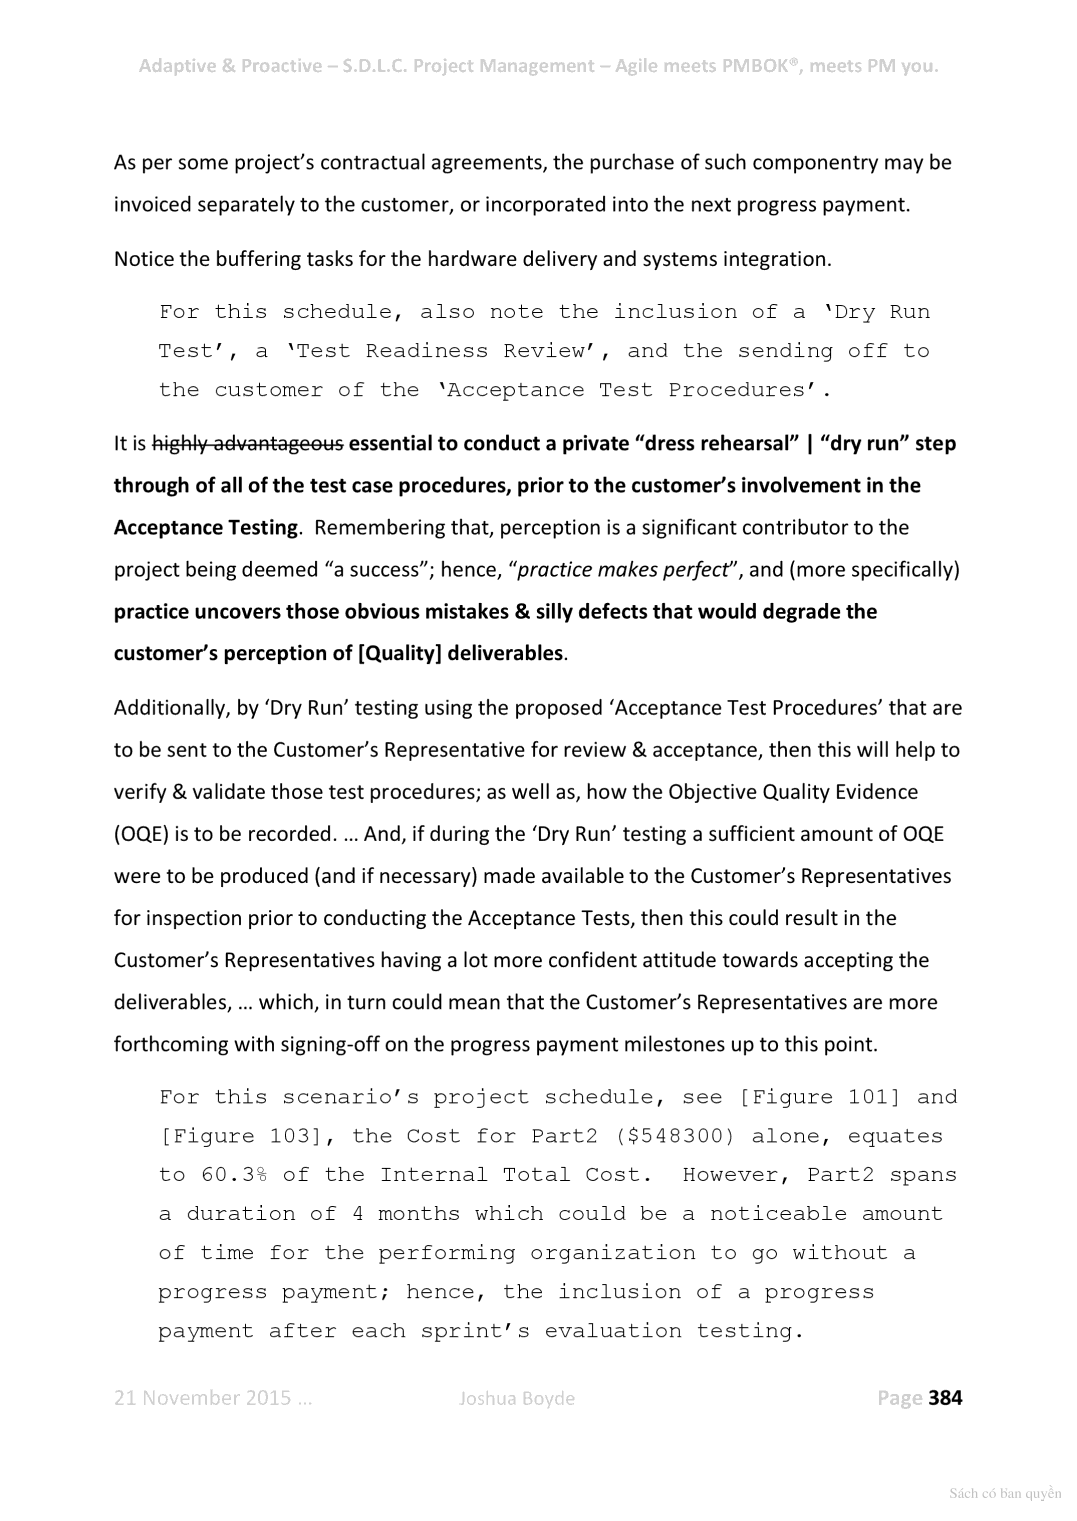 Adaptive & Proactive – S.D.L.C. Project Management – Agile meets PMBOK®, meets PM you.
As per some project’s contractual agreements, the purchase of such componentry may be
invoiced separately to the customer, or incorporated into the next progress payment.
Notice the buffering tasks for the hardware delivery and systems integration.
For this schedule, also note the inclusion of a ‘Dry Run
Test’, a ‘Test Readiness Review’, and the sending off to
the customer of the ‘Acceptance Test Procedures’.
It is highly advantageous essential to conduct a private “dress rehearsal” | “dry run” step
through of all of the test case procedures, prior to the customer’s involvement in the
Acceptance Testing.  Remembering that, perception is a significant contributor to the
project being deemed “a success”; hence, “practice makes perfect”, and (more specifically)
practice uncovers those obvious mistakes & silly defects that would degrade the
customer’s perception of [Quality] deliverables.
Additionally, by ‘Dry Run’ testing using the proposed ‘Acceptance Test Procedures’ that are
to be sent to the Customer’s Representative for review & acceptance, then this will help to
verify & validate those test procedures; as well as, how the Objective Quality Evidence
(OQE) is to be recorded. … And, if during the ‘Dry Run’ testing a sufficient amount of OQE
were to be produced (and if necessary) made available to the Customer’s Representatives
for inspection prior to conducting the Acceptance Tests, then this could result in the
Customer’s Representatives having a lot more confident attitude towards accepting the
deliverables, … which, in turn could mean that the Customer’s Representatives are more
forthcoming with signing-off on the progress payment milestones up to this point.
For this scenario’s project schedule, see [Figure 101] and
[Figure 103], the Cost for Part2 ($548300) alone, equates
to 60.3% of the Internal Total Cost.  However, Part2 spans
a duration of 4 months which could be a noticeable amount
of time for the performing organization to go without a
progress payment; hence, the inclusion of a progress
payment after each sprint’s evaluation testing.
21 November 2015 … Joshua Boyde Page 384
Sách có bản quyền